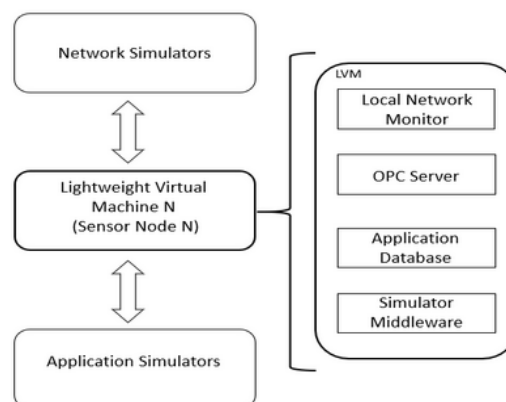 Network Simulators
Lightweight Virtual
Machine N
(Sensor Node N)
Application Simulators
LVM
Local Network
Monitor
OPC Server
Application
Database
Simulator
Middleware